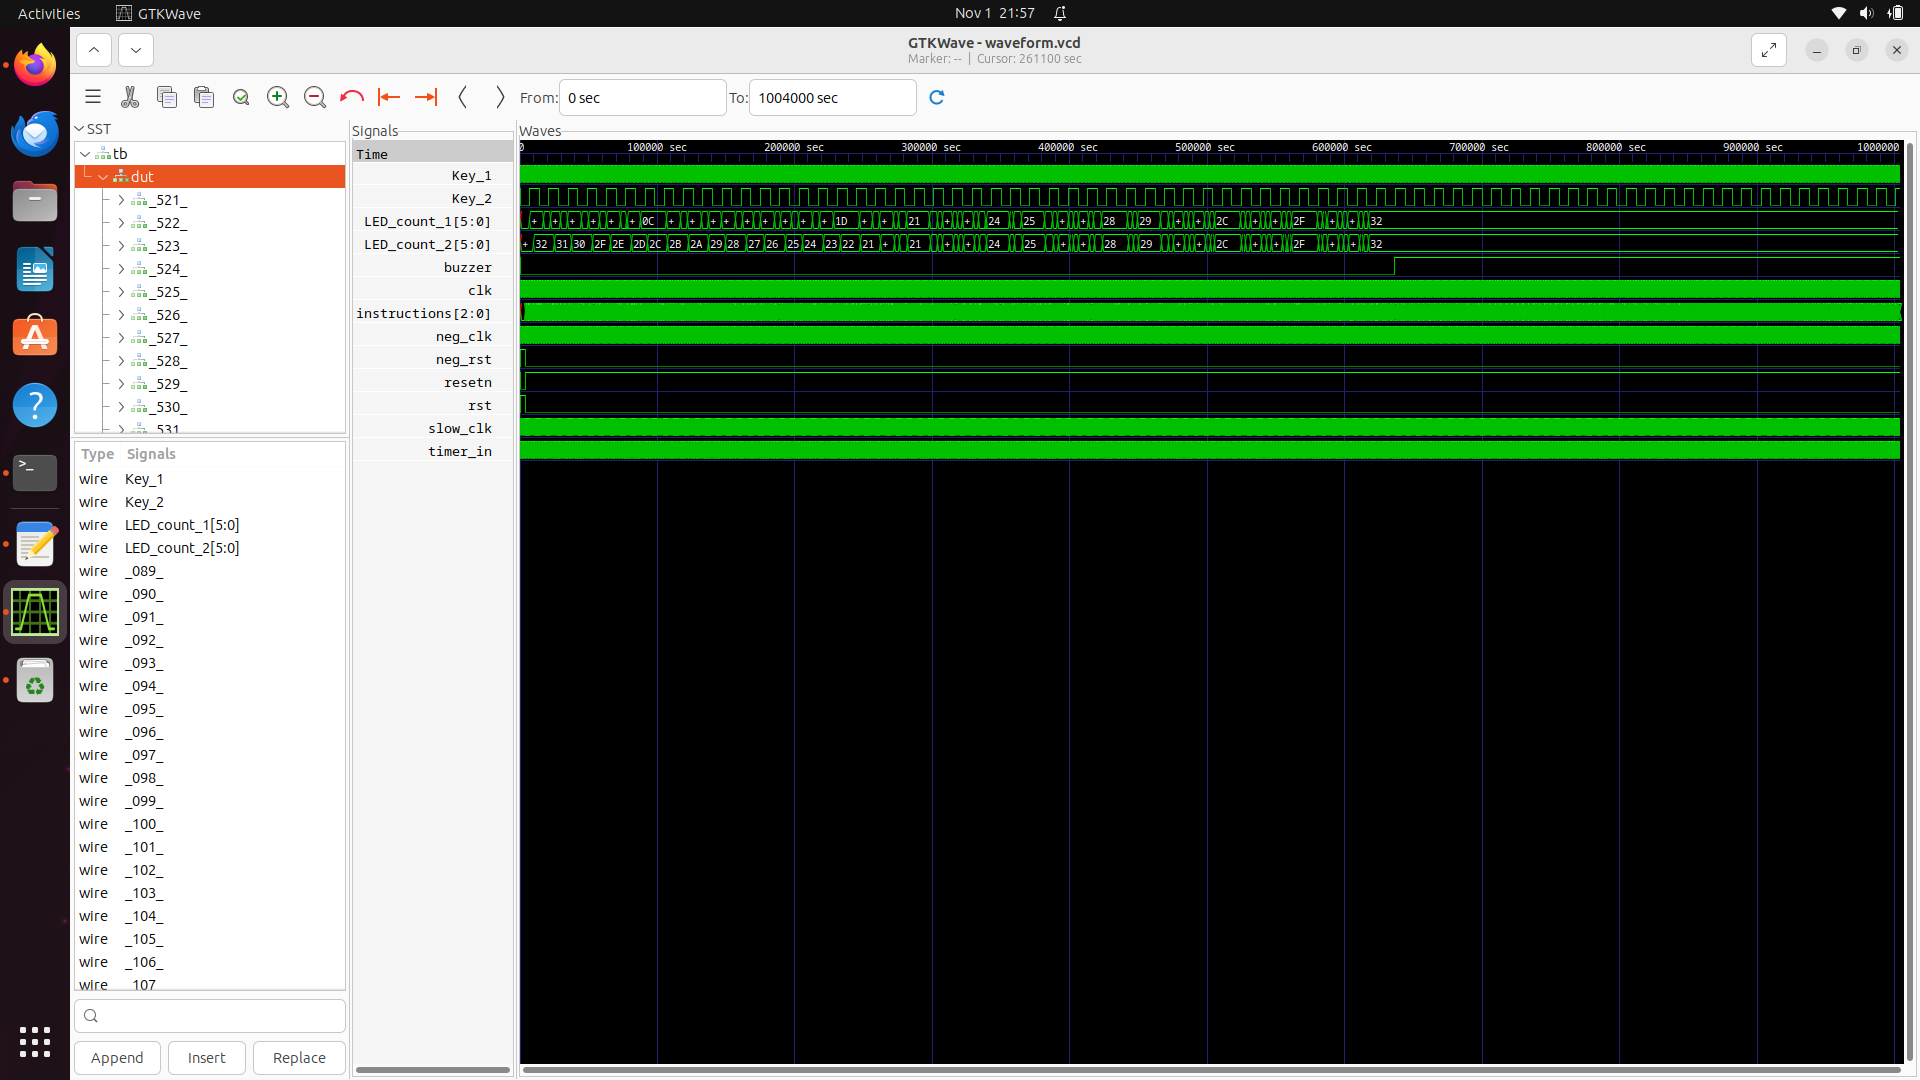 Activities GTKWave Nov 1 21:57
GTKWave - waveform.vcd
Marker: -- | Cursor: 261100 sec
From: 0 sec To: 1004000 sec
SST
tb
dut
_521_
_522_
_523_
_524_
_525_
_526_
_527_
_528_
_529_
_530_
_531_
Type Signals
wire Key_1
wire Key_2
wire LED_count_1[5:0]
wire LED_count_2[5:0]
wire _089_
wire _090_
wire _091_
wire _092_
wire _093_
wire _094_
wire _095_
wire _096_
wire _097_
wire _098_
wire _099_
wire _100_
wire _101_
wire _102_
wire _103_
wire _104_
wire _105_
wire _106_
wire _107_
Append Insert Replace
Signals
Time
Key_1
Key_2
LED_count_1[5:0]
LED_count_2[5:0]
buzzer
clk
instructions[2:0]
neg_clk
neg_rst
resetn
rst
slow_clk
timer_in
Waves
0 100000 sec 200000 sec 300000 sec 400000 sec 500000 sec 600000 sec 700000 sec 800000 sec 900000 sec 1000000
+ + + + + + 0C + + + + + + + + + 1D + + 21 + + 24 25 + + 28 29 + + 2C + + 2F + + 32
+ 32 31 30 2F 2E 2D 2C 2B 2A 29 28 27 26 25 24 23 22 21 + 21 + + 24 25 + + 28 29 + + 2C + + 2F + + 32